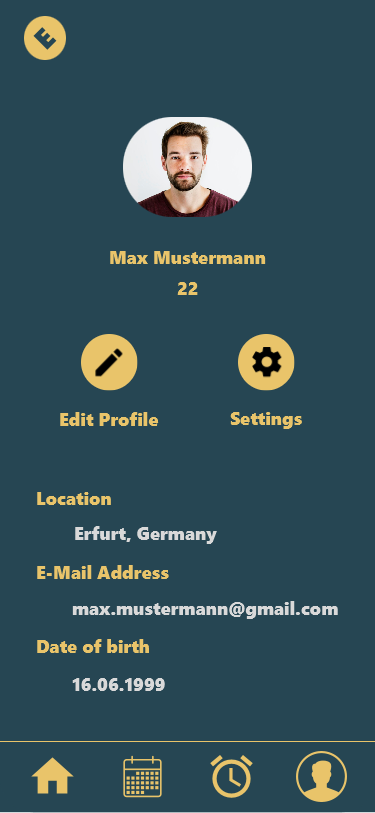 E
Max Mustermann
22
Edit Profile
Settings
Location
Erfurt, Germany
E-Mail Address
max.mustermann@gmail.com
Date of birth
16.06.1999